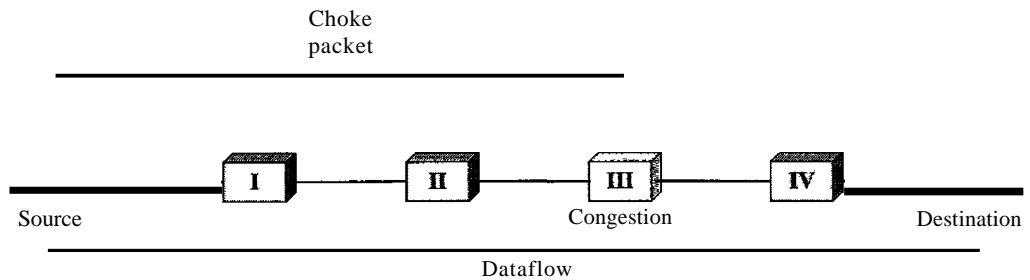 Choke
packet
I II III IV
Congestion
Source
Destination
Dataflow